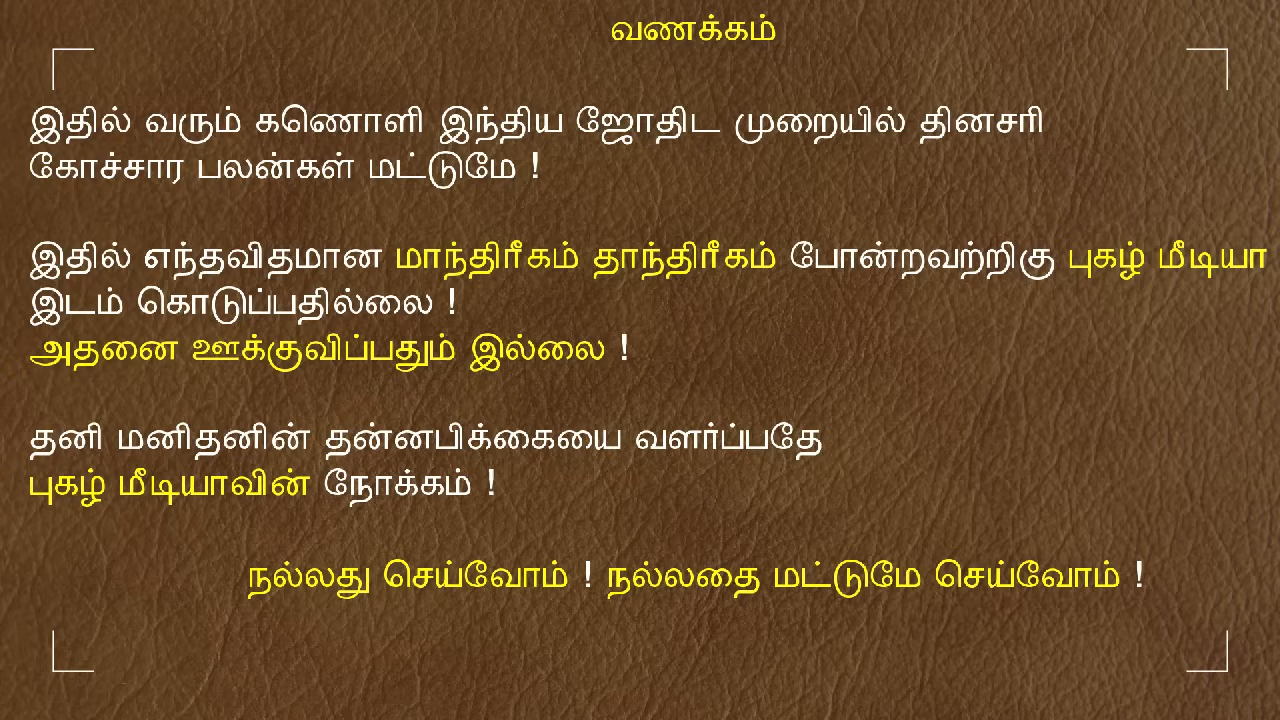 வணக்கம்
இதில் வரும் கணொளி இந்திய ஜோதிட முறையில் தினசரி
கோச்சார பலன்கள் மட்டுமே !
இதில் எந்தவிதமான மாந்திரீகம் தாந்திரீகம் போன்றவற்றிகு புகழ் மீடியா
இடம் கொடுப்பதில்லை !
அதனை ஊக்குவிப்பதும் இல்லை !
தனி மனிதனின் தன்னபிக்கையை வளர்ப்பதே
புகழ் மீடியாவின் நோக்கம் !
நல்லது செய்வோம் ! நல்லதை மட்டுமே செய்வோம் !